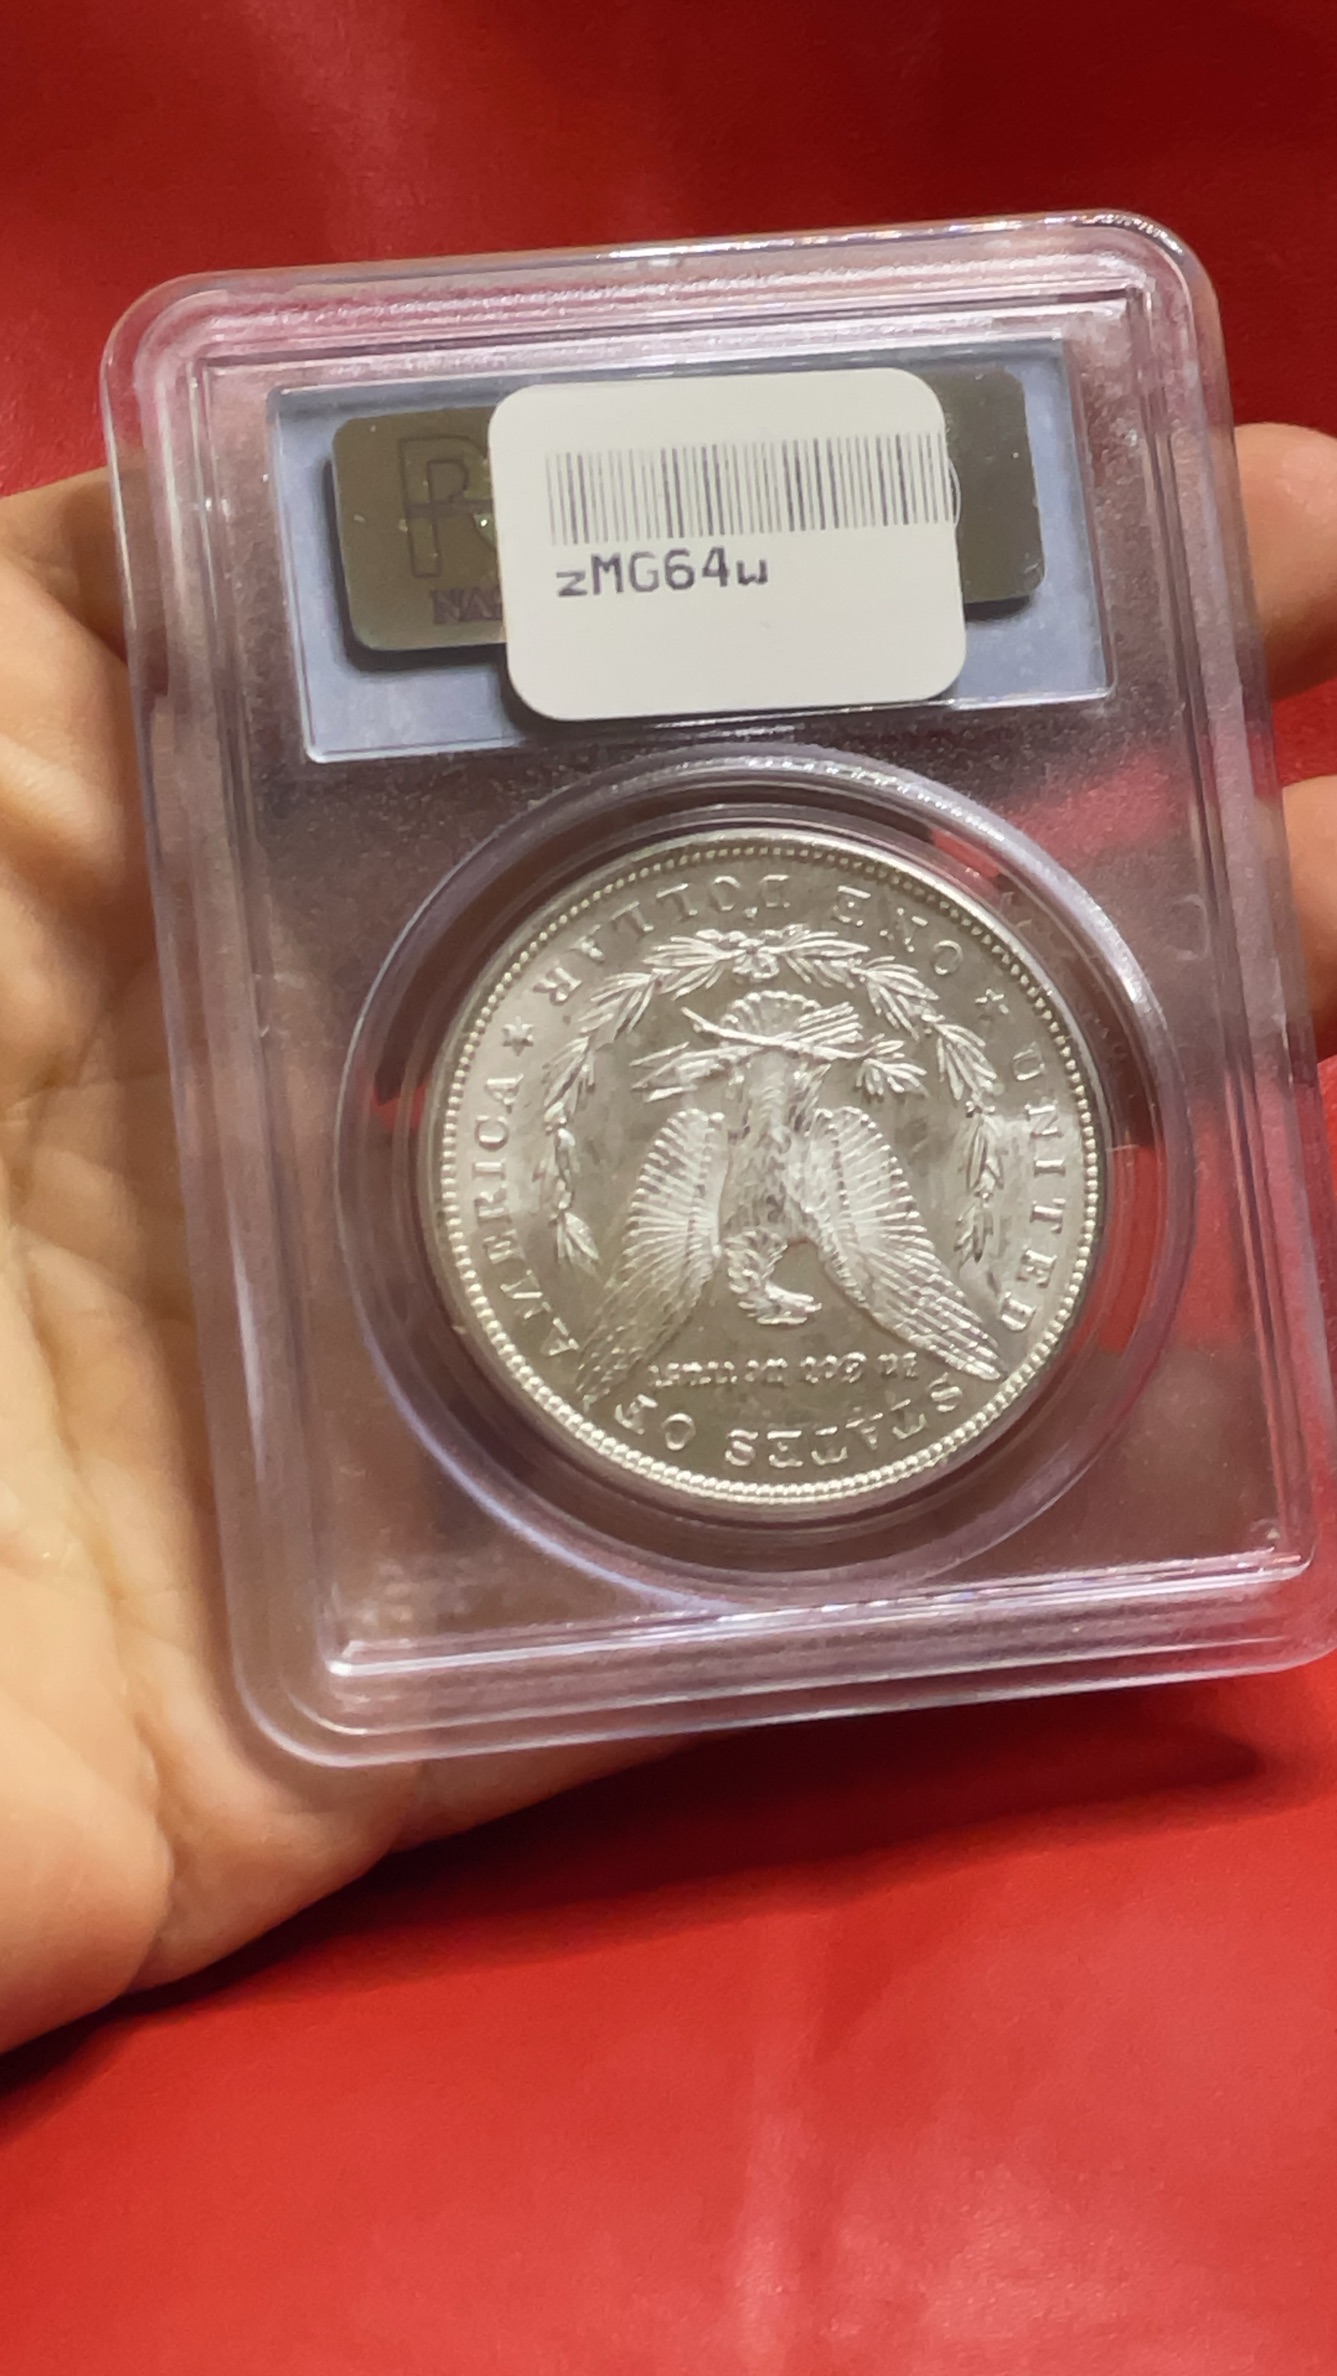 zMG64w
UNITED STATES OF AMERICA
In God we trust
★ ONE DOLLAR ★